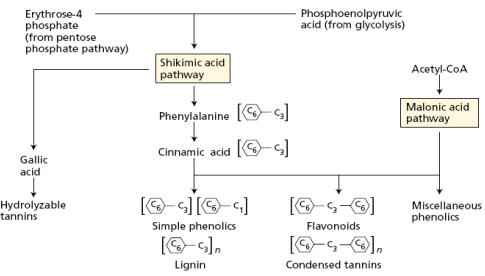 Erythrose-4
phosphate
(from pentose
phosphate pathway)
Phosphoenolpyruvic
acid (from glycolysis)
Shikimic acid
pathway
Acetyl-CoA
Malonic acid
pathway
Phenylalanine [C6 – C3]
Cinnamic acid [C6 – C3]
Gallic
acid
Hydrolyzable
tannins
[C6 – C3] [C6 – C1]
Simple phenolics
[C6 – C3]n
Lignin
[C6 – C3 – C6]
Flavonoids
[C6 – C3 – C6]n
Condensed tannins
Miscellaneous
phenolics